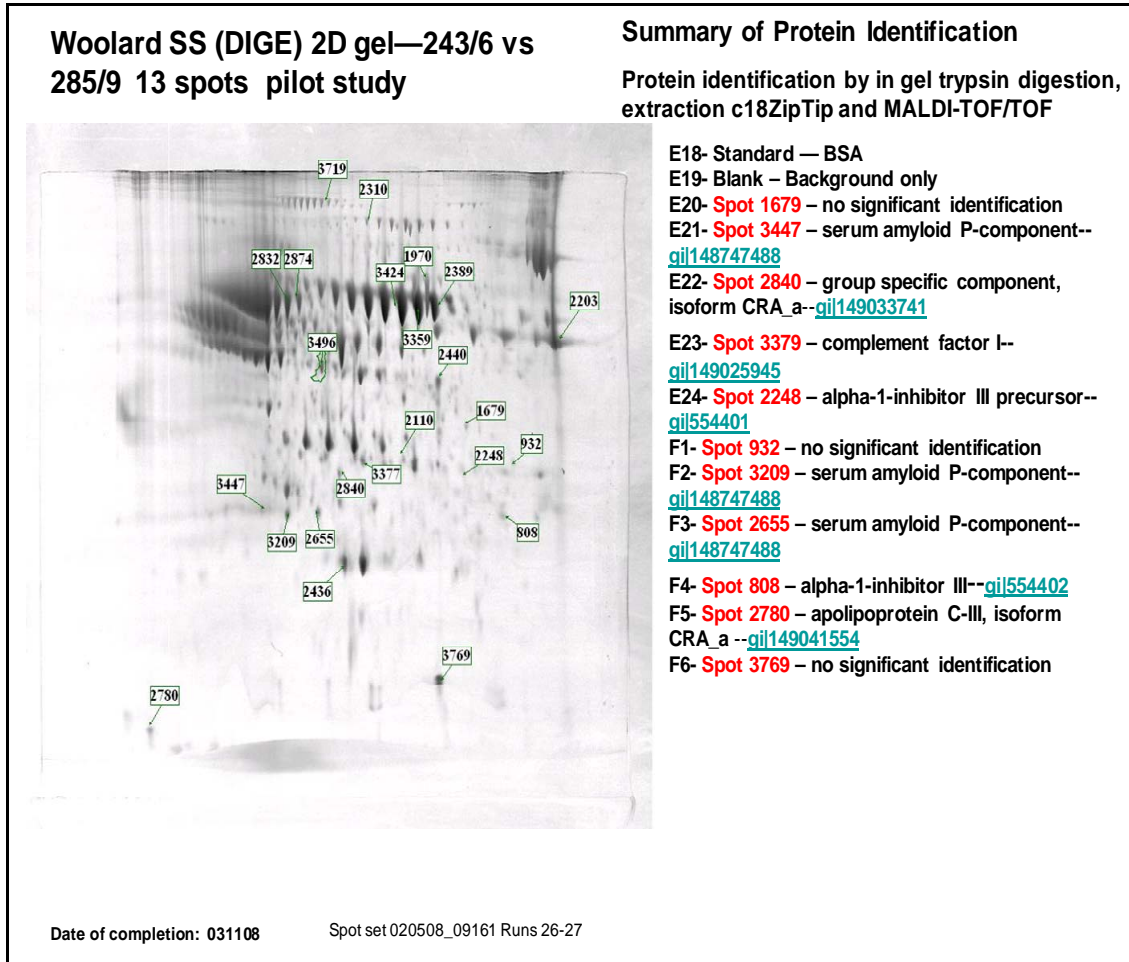 Woolard SS (DIGE) 2D gel—243/6 vs
285/9 13 spots pilot study
3719
2310
1970
2832
2874
3424
2389
2203
3496
3359
2440
1679
2110
932
2248
3377
2840
3447
808
3209
2655
2436
3769
2780
Summary of Protein Identification
Protein identification by in gel trypsin digestion,
extraction c18ZipTip and MALDI-TOF/TOF
E18- Standard — BSA
E19- Blank – Background only
E20- Spot 1679 – no significant identification
E21- Spot 3447 – serum amyloid P-component--
gi|148747488
E22- Spot 2840 – group specific component,
isoform CRA_a--gi|149033741
E23- Spot 3379 – complement factor I--
gi|149025945
E24- Spot 2248 – alpha-1-inhibitor III precursor--
gi|554401
F1- Spot 932 – no significant identification
F2- Spot 3209 – serum amyloid P-component--
gi|148747488
F3- Spot 2655 – serum amyloid P-component--
gi|148747488
F4- Spot 808 – alpha-1-inhibitor III--gi|554402
F5- Spot 2780 – apolipoprotein C-III, isoform
CRA_a --gi|149041554
F6- Spot 3769 – no significant identification
Date of completion: 031108
Spot set 020508_09161 Runs 26-27